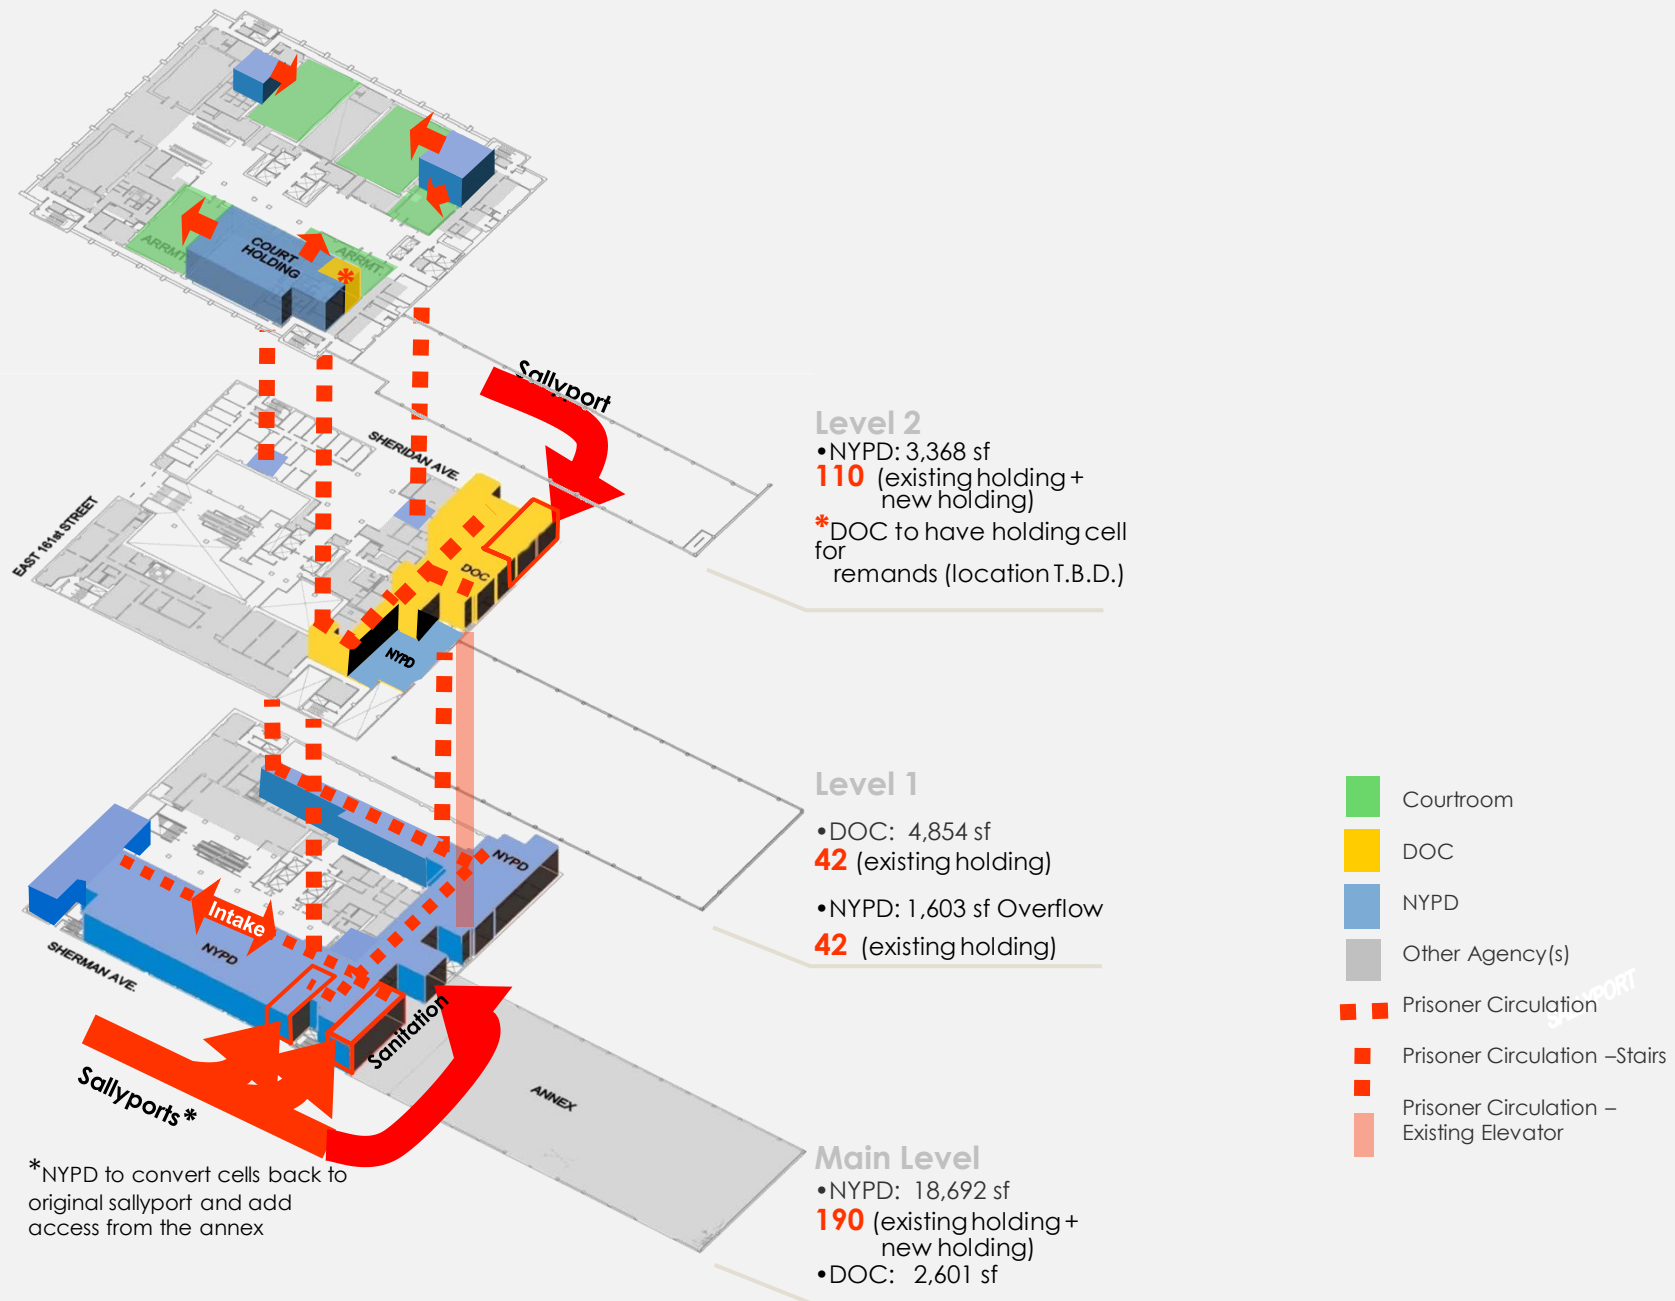 ARRMT.
COURT
HOLDING
ARRMT.
Sallyport
SHERIDAN AVE.
EAST 161st STREET
DOC
NYPD
Level 2
•NYPD: 3,368 sf
110 (existing holding +
new holding)
*DOC to have holding cell
for
remands (location T.B.D.)
Level 1
•DOC: 4,854 sf
42 (existing holding)
•NYPD: 1,603 sf Overflow
42 (existing holding)
NYPD
Intake
NYPD
SHERMAN AVE.
Sanitation
Sallyports*
ANNEX
*NYPD to convert cells back to
original sallyport and add
access from the annex
Main Level
•NYPD: 18,692 sf
190 (existing holding +
new holding)
•DOC: 2,601 sf
Courtroom
DOC
NYPD
Other Agency(s)
Prisoner Circulation
SALLYPORT
Prisoner Circulation –Stairs
Prisoner Circulation –
Existing Elevator